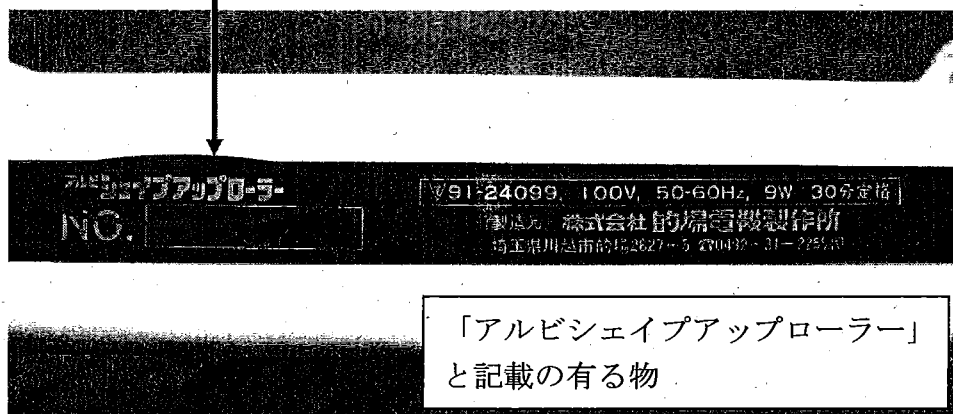 アルビシェイプアップローラー
NO.
▽91-24099, 100V, 50-60Hz, 9W 30分定格
製造元 株式会社 的場電機製作所
埼玉県川越市的場2627-5
「アルビシェイプアップローラー」
と記載の有る物